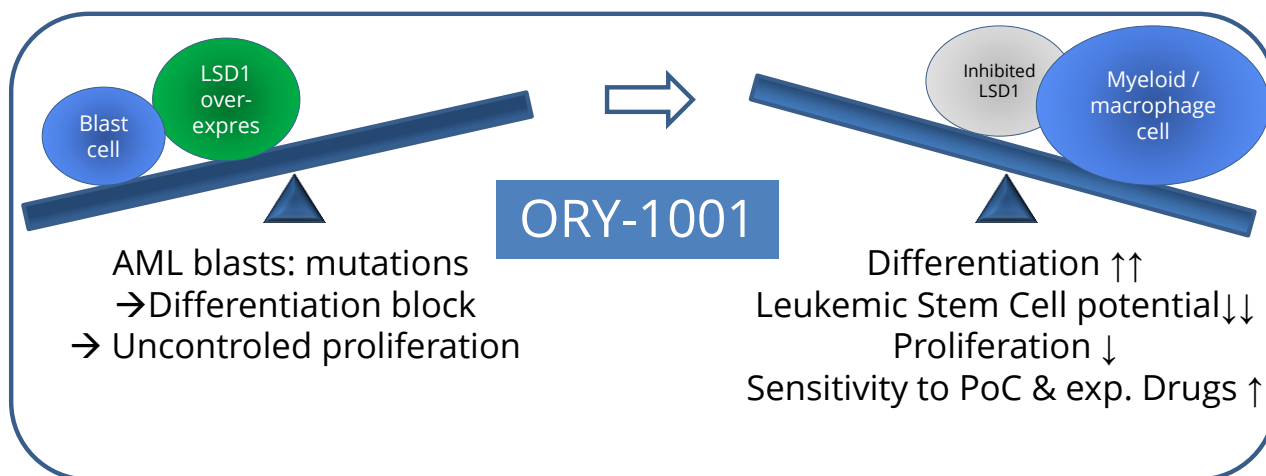 Blast
cell
LSD1
over-
expres
AML blasts: mutations
→Differentiation block
→ Uncontroled proliferation
ORY-1001
Inhibited
LSD1
Myeloid /
macrophage
cell
Differentiation ↑↑
Leukemic Stem Cell potential↓↓
Proliferation ↓
Sensitivity to PoC & exp. Drugs ↑